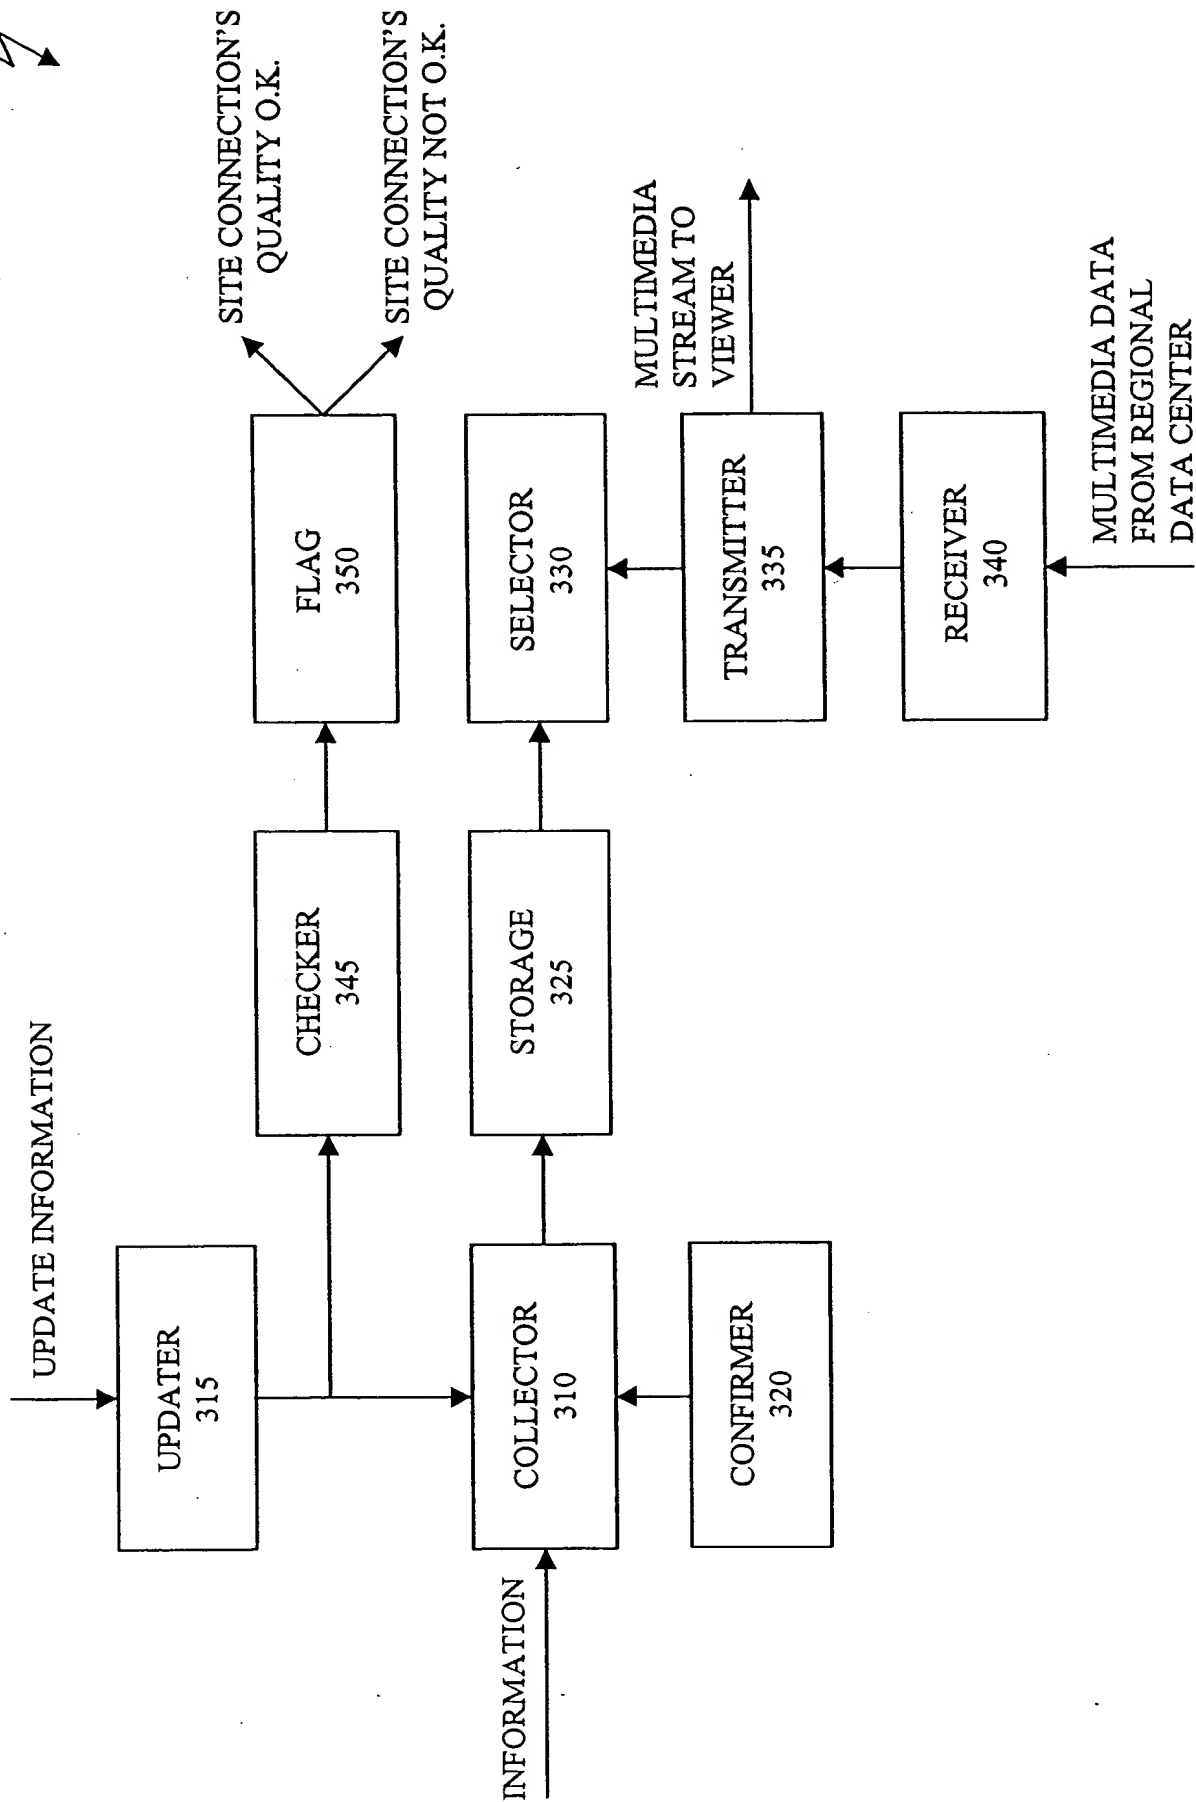 UPDATE INFORMATION
UPDATER
315
CHECKER
345
FLAG
350
SITE CONNECTION'S
QUALITY O.K.
SITE CONNECTION'S
QUALITY NOT O.K.
INFORMATION
COLLECTOR
310
STORAGE
325
SELECTOR
330
CONFIRMER
320
MULTIMEDIA
STREAM TO
VIEWER
TRANSMITTER
335
RECEIVER
340
MULTIMEDIA DATA
FROM REGIONAL
DATA CENTER